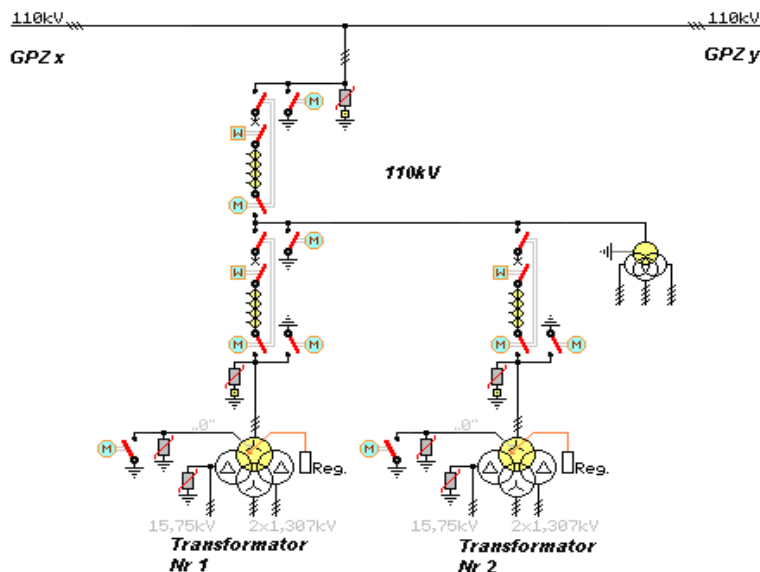 110kV
110kV
GPZ x
GPZ y
M
W
110kV
M
M
W
W
M
M
M
M
„0"
„0"
M
M
Reg.
Reg.
15,75kV
2x1,307kV
15,75kV
2x1,307kV
Transformator
Nr 1
Transformator
Nr 2